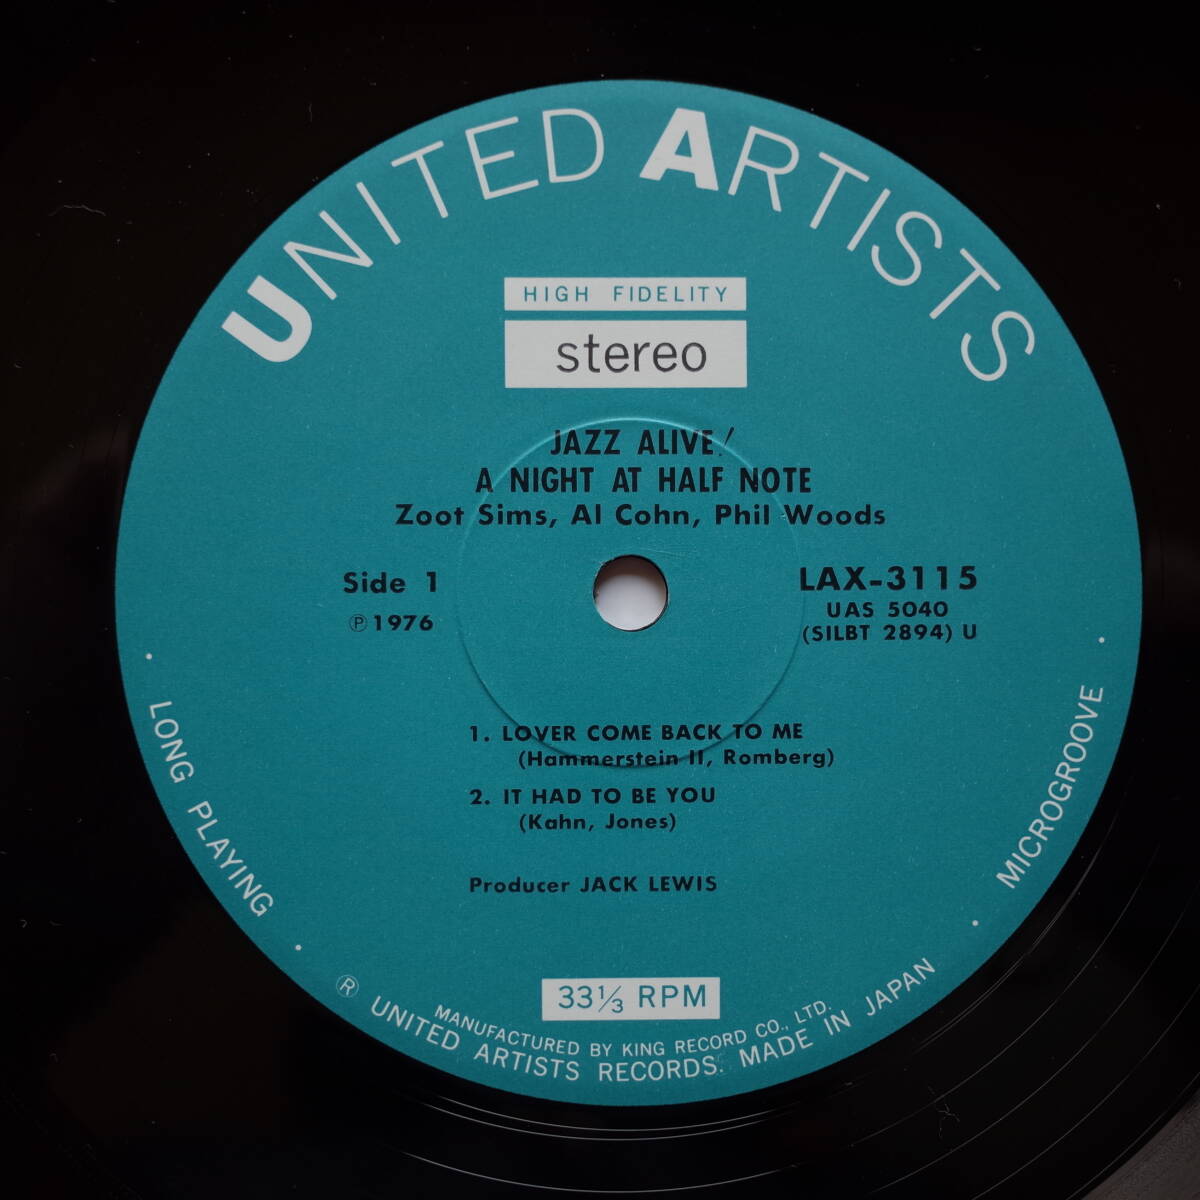 UNITED ARTISTS
HIGH FIDELITY
stereo
JAZZ ALIVE!
A NIGHT AT HALF NOTE
Zoot Sims, Al Cohn, Phil Woods
Side 1
Ⓟ1976
LAX-3115
UAS 5040
(SILBT 2894) U
1. LOVER COME BACK TO ME
(Hammerstein II, Romberg)
2. IT HAD TO BE YOU
(Kahn, Jones)
Producer JACK LEWIS
33 1/3 RPM
· LONG PLAYING ·
· MICROGROOVE ·
MANUFACTURED BY KING RECORD CO., LTD.
® UNITED ARTISTS RECORDS. MADE IN JAPAN